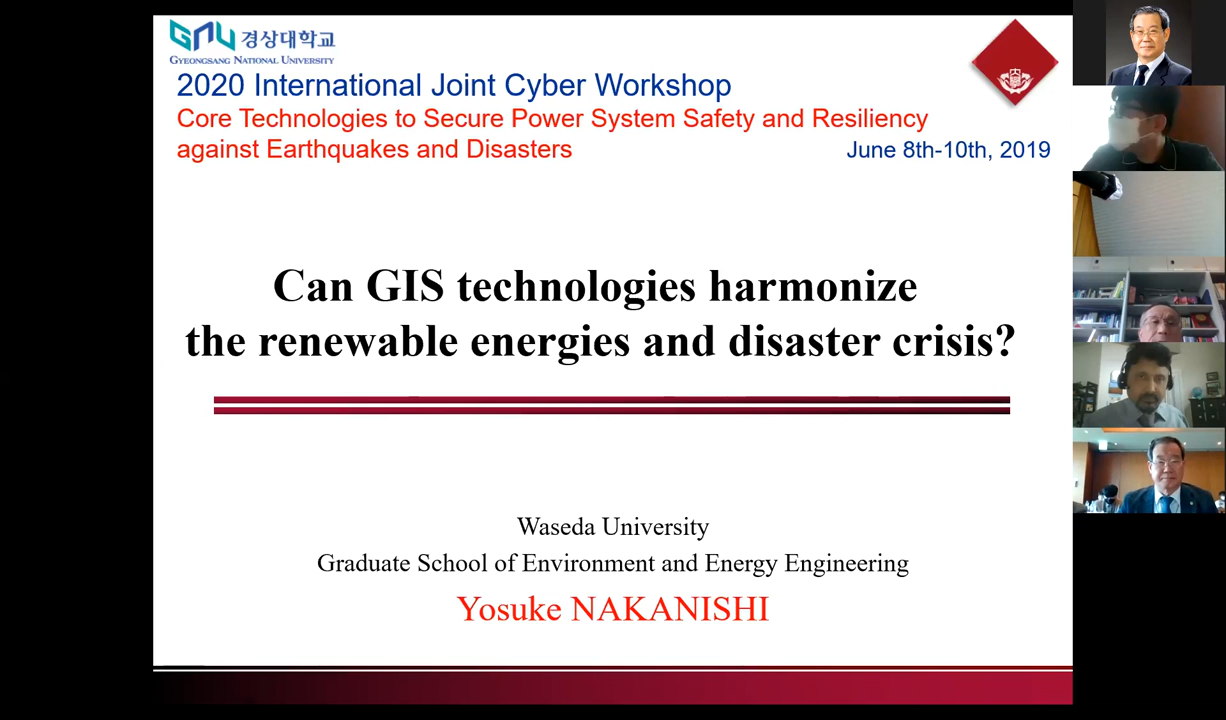 GNU 경상대학교
GYEONGSANG NATIONAL UNIVERSITY
2020 International Joint Cyber Workshop
Core Technologies to Secure Power System Safety and Resiliency
against Earthquakes and Disasters
June 8th-10th, 2019
Can GIS technologies harmonize
the renewable energies and disaster crisis?
Waseda University
Graduate School of Environment and Energy Engineering
Yosuke NAKANISHI